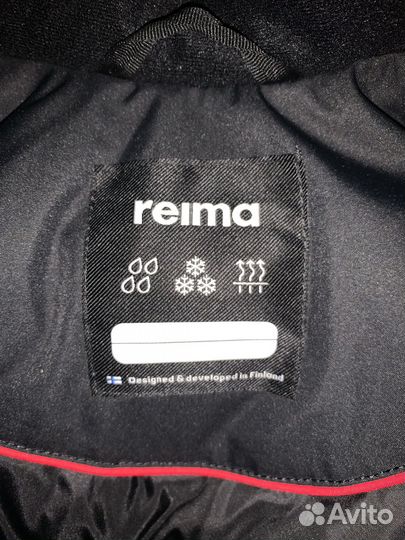 reima
Designed & developed in Finland
Avito